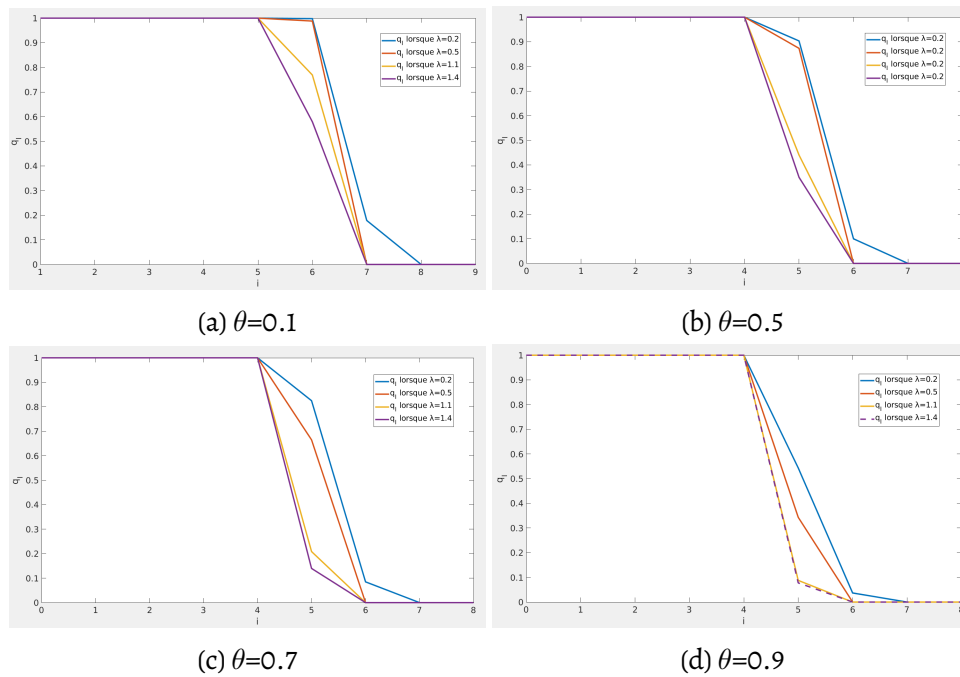 1
0.9
0.8
0.7
0.6
0.5
0.4
0.3
0.2
0.1
0
q_i
1 2 3 4 5 6 7 8 9
i
q_i lorsque λ=0.2
q_i lorsque λ=0.5
q_i lorsque λ=1.1
q_i lorsque λ=1.4
(a) θ=0.1
1
0.9
0.8
0.7
0.6
0.5
0.4
0.3
0.2
0.1
0
q_i
0 1 2 3 4 5 6 7 8
i
q_i lorsque λ=0.2
q_i lorsque λ=0.2
q_i lorsque λ=0.2
q_i lorsque λ=0.2
(b) θ=0.5
1
0.9
0.8
0.7
0.6
0.5
0.4
0.3
0.2
0.1
0
q_i
0 1 2 3 4 5 6 7 8
i
q_i lorsque λ=0.2
q_i lorsque λ=0.5
q_i lorsque λ=1.1
q_i lorsque λ=1.4
(c) θ=0.7
1
0.9
0.8
0.7
0.6
0.5
0.4
0.3
0.2
0.1
0
q_i
0 1 2 3 4 5 6 7 8
i
q_i lorsque λ=0.2
q_i lorsque λ=0.5
q_i lorsque λ=1.1
q_i lorsque λ=1.4
(d) θ=0.9